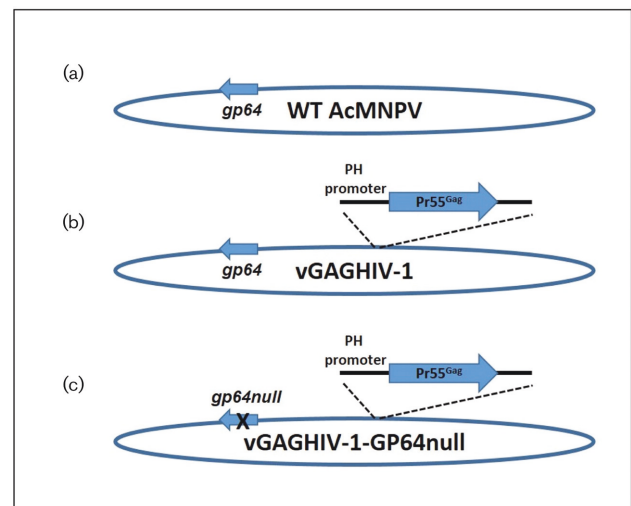 (a)
gp64
WT AcMNPV
(b)
PH
promoter
Pr55Gag
gp64
vGAGHIV-1
(c)
PH
promoter
Pr55Gag
gp64null
X
vGAGHIV-1-GP64null